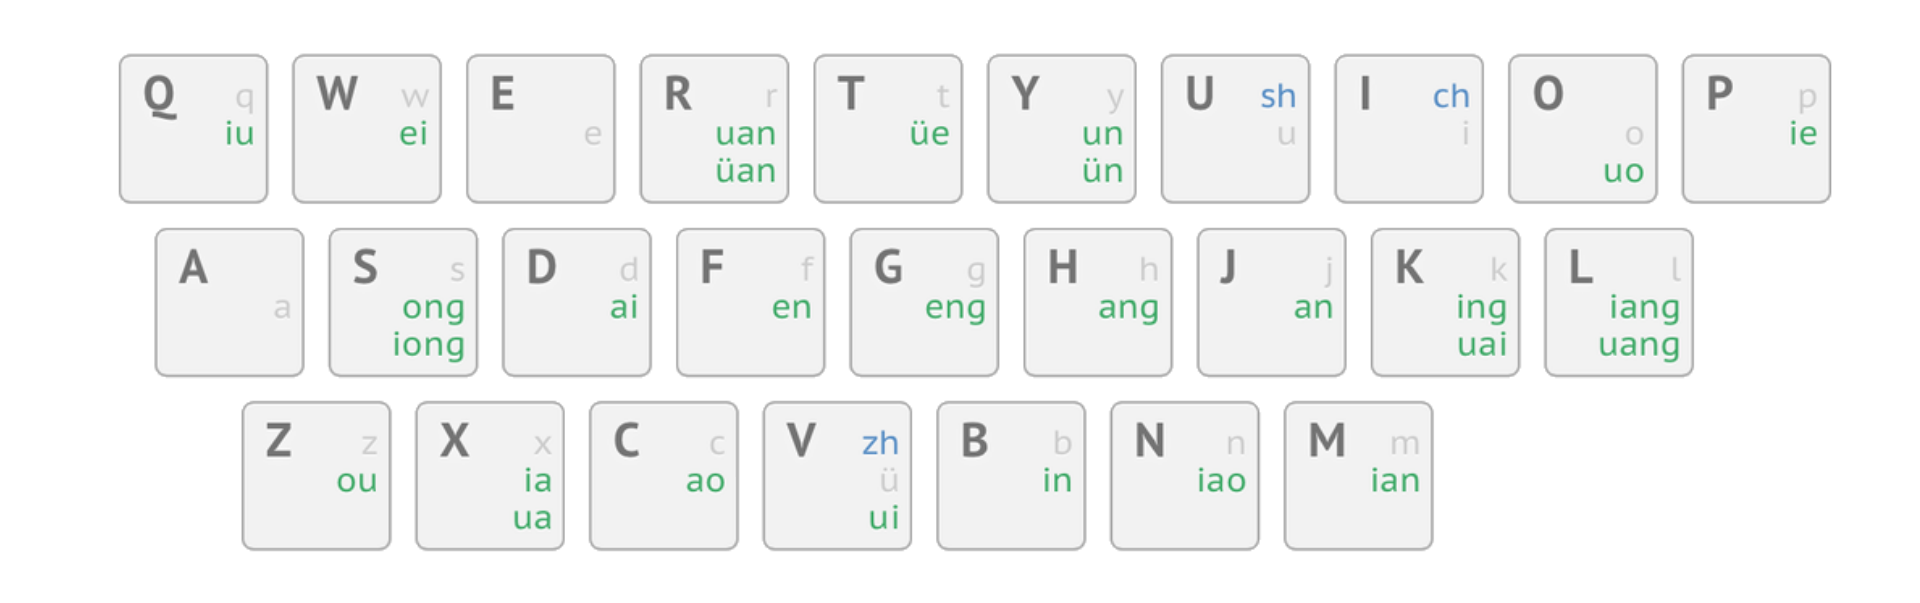 Q q W w E R r T t Y y U sh I ch O P p
iu ei e uan üe un u i o ie
üan ün uo
A S s D d F f G g H h J j K k L l
a ong ai en eng ang an ing iang
iong uai uang
Z z X x C c V zh B b N n M m
ou ia ao ü in iao ian
ua ui